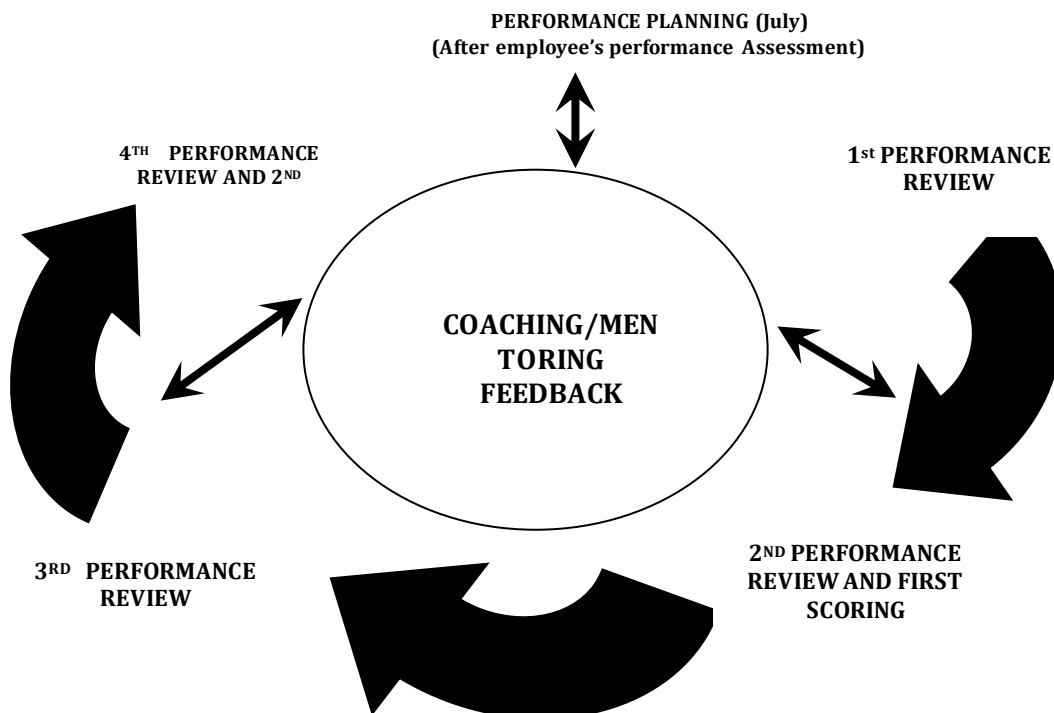 PERFORMANCE PLANNING (July)
(After employee's performance Assessment)
4TH PERFORMANCE
REVIEW AND 2ND
1st PERFORMANCE
REVIEW
COACHING/MEN
TORING
FEEDBACK
3RD PERFORMANCE
REVIEW
2ND PERFORMANCE
REVIEW AND FIRST
SCORING